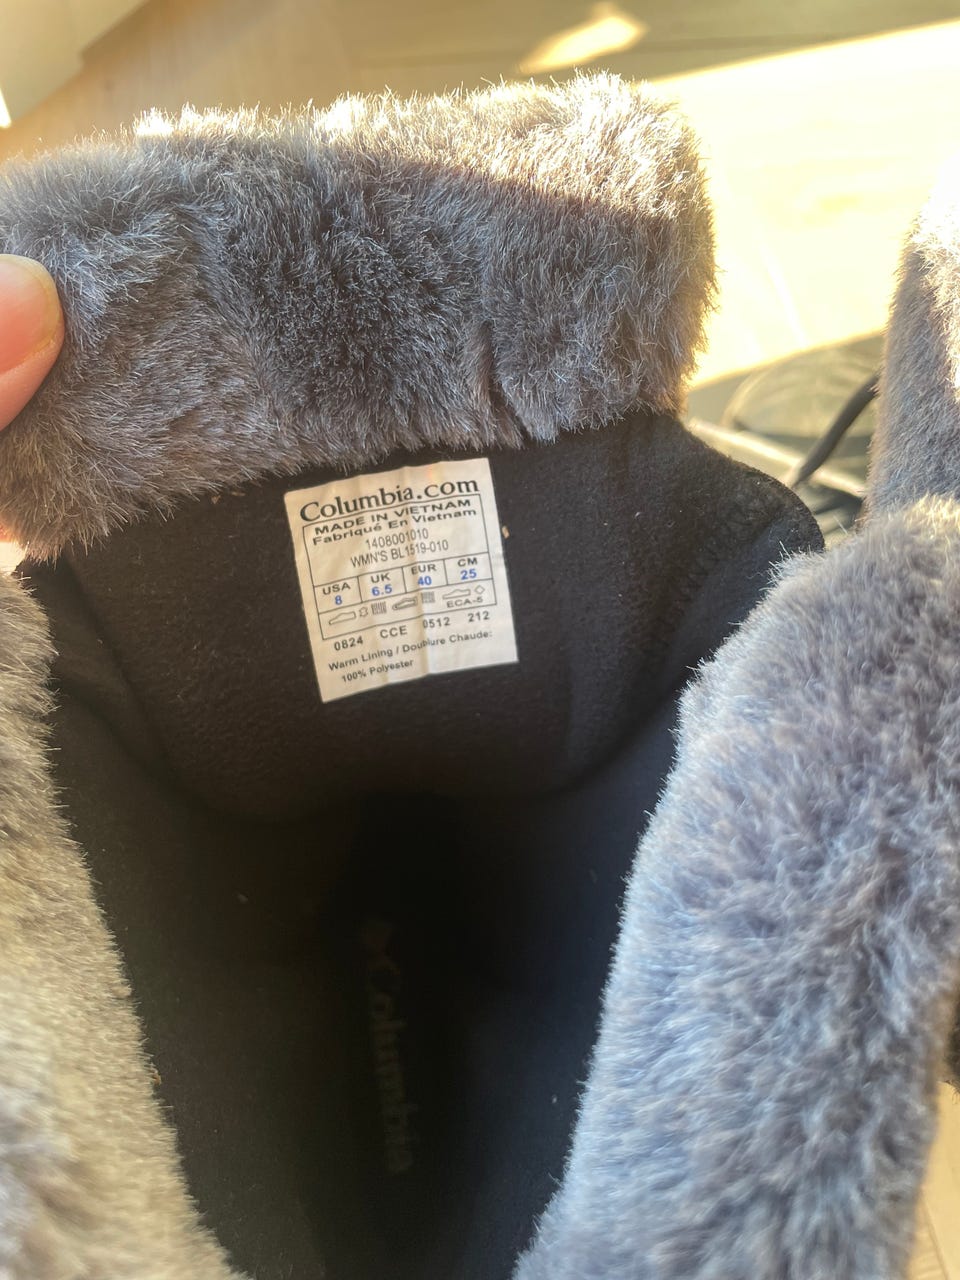 Columbia.com
MADE IN VIETNAM
Fabriqué En Vietnam
1408001010
WMN'S BL1519-010
USA UK EUR CM
8 6.5 40 25
ECA-5
0824 CCE 0512 212
Warm Lining / Doublure Chaude:
100% Polyester
Columbia